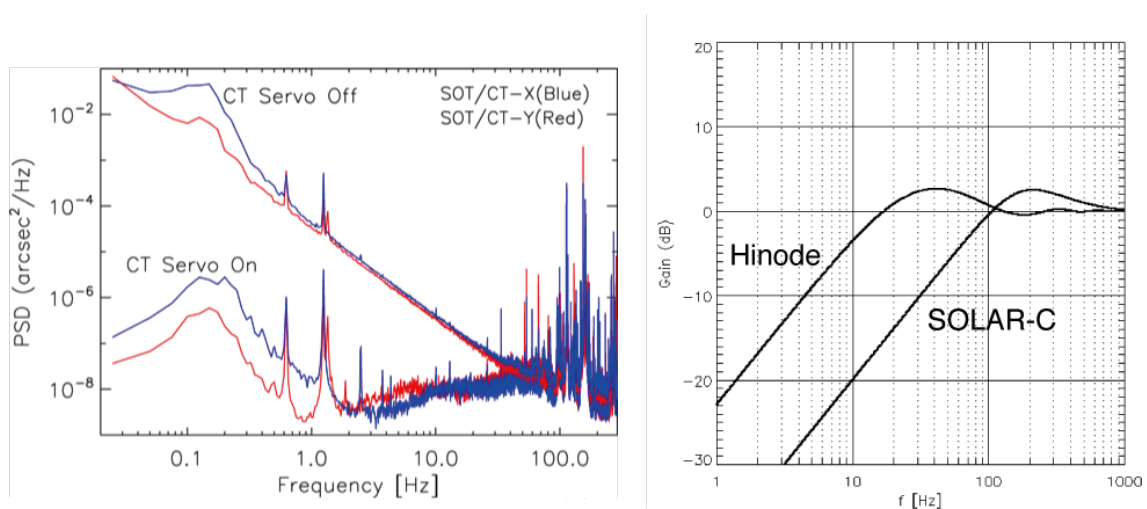 CT Servo Off
SOT/CT-X(Blue)
SOT/CT-Y(Red)
CT Servo On
PSD (arcsec²/Hz)
10⁻²
10⁻⁴
10⁻⁶
10⁻⁸
0.1 1.0 10.0 100.0
Frequency [Hz]
Gain (dB)
20
10
0
-10
-20
-30
Hinode
SOLAR-C
1 10 100 1000
f [Hz]